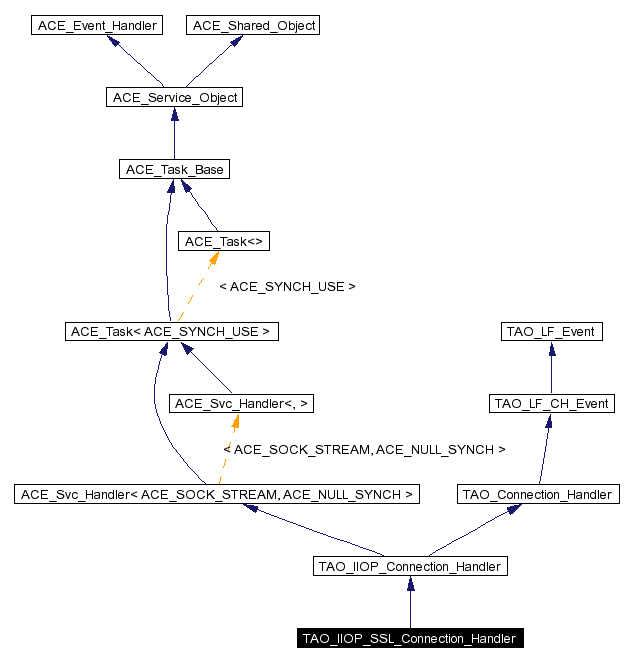 ACE_Event_Handler
ACE_Shared_Object
ACE_Service_Object
ACE_Task_Base
ACE_Task<>
< ACE_SYNCH_USE >
ACE_Task< ACE_SYNCH_USE >
TAO_LF_Event
ACE_Svc_Handler<, >
TAO_LF_CH_Event
< ACE_SOCK_STREAM, ACE_NULL_SYNCH >
ACE_Svc_Handler< ACE_SOCK_STREAM, ACE_NULL_SYNCH >
TAO_Connection_Handler
TAO_IIOP_Connection_Handler
TAO_IIOP_SSL_Connection_Handler